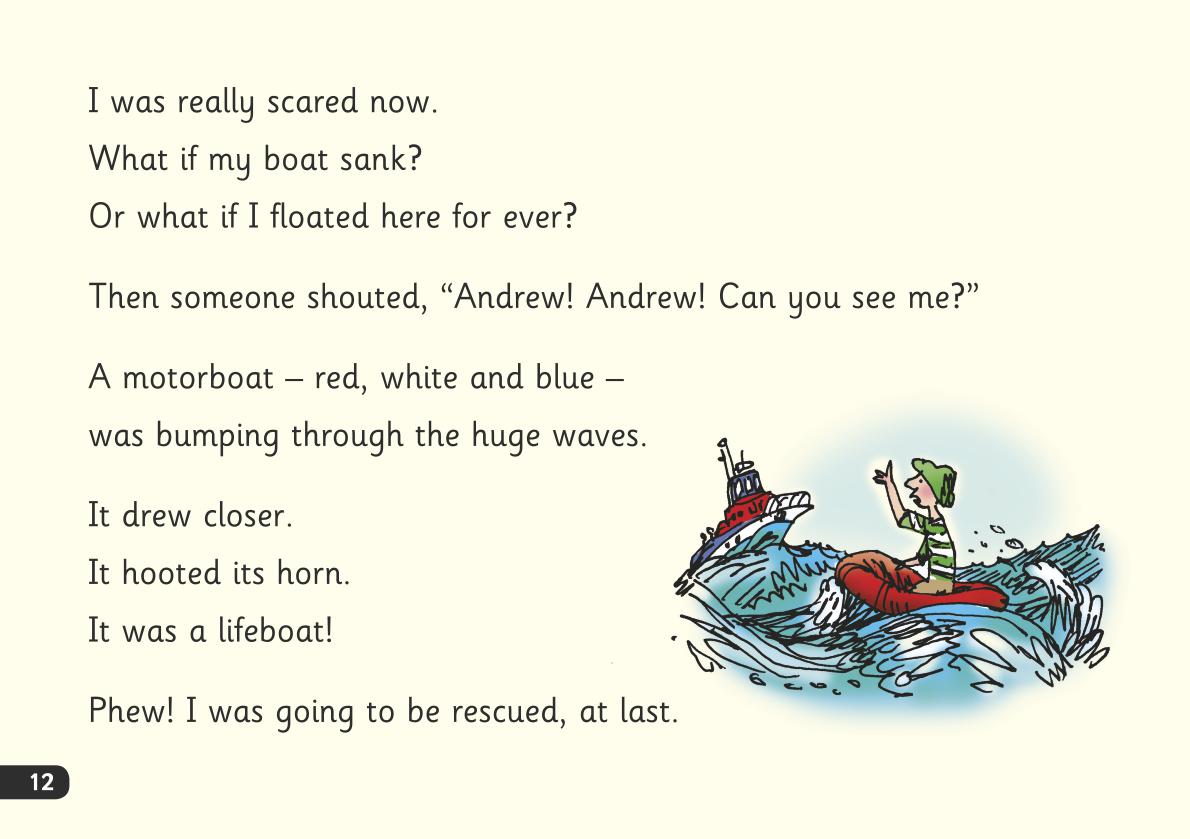 I was really scared now.
What if my boat sank?
Or what if I floated here for ever?
Then someone shouted, “Andrew! Andrew! Can you see me?”
A motorboat – red, white and blue –
was bumping through the huge waves.
It drew closer.
It hooted its horn.
It was a lifeboat!
Phew! I was going to be rescued, at last.
12